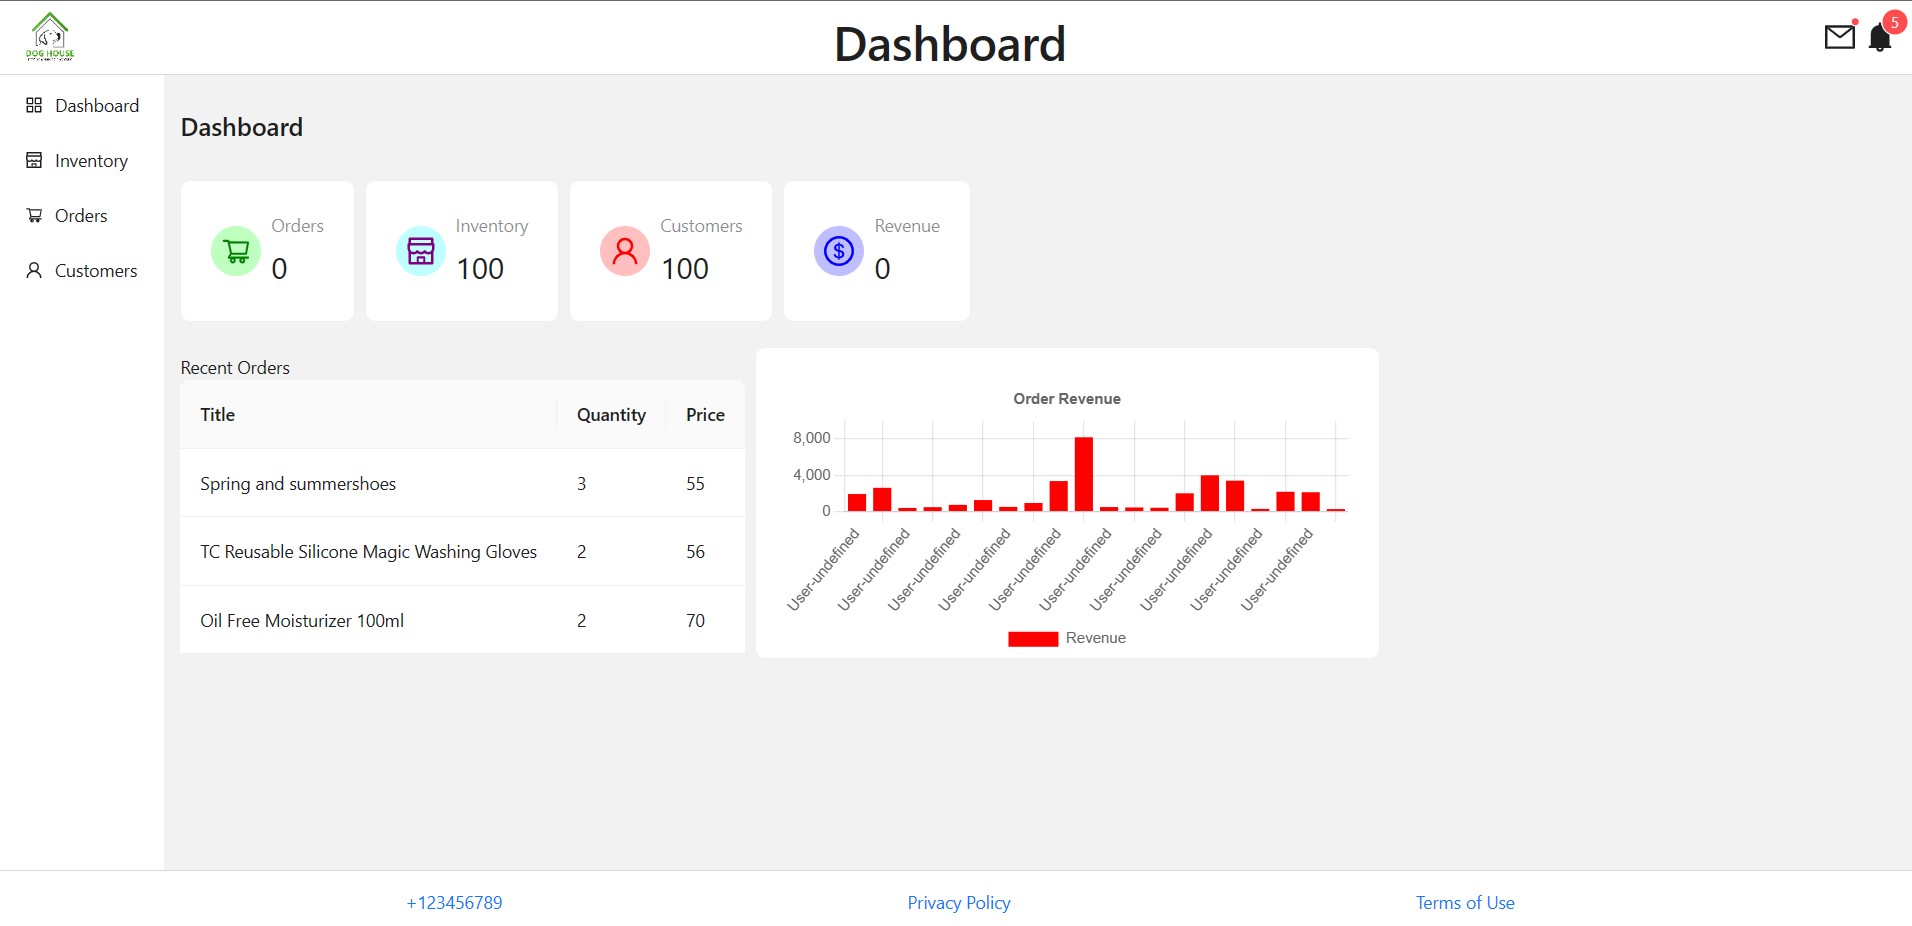 DOG HOUSE
Dashboard
5
Dashboard
Inventory
Orders
Customers
Dashboard
Orders
0
Inventory
100
Customers
100
Revenue
0
Recent Orders
Title Quantity Price
Spring and summershoes 3 55
TC Reusable Silicone Magic Washing Gloves 2 56
Oil Free Moisturizer 100ml 2 70
Order Revenue
8,000
4,000
0
User-undefined
User-undefined
User-undefined
User-undefined
User-undefined
User-undefined
User-undefined
User-undefined
User-undefined
User-undefined
Revenue
+123456789 Privacy Policy Terms of Use